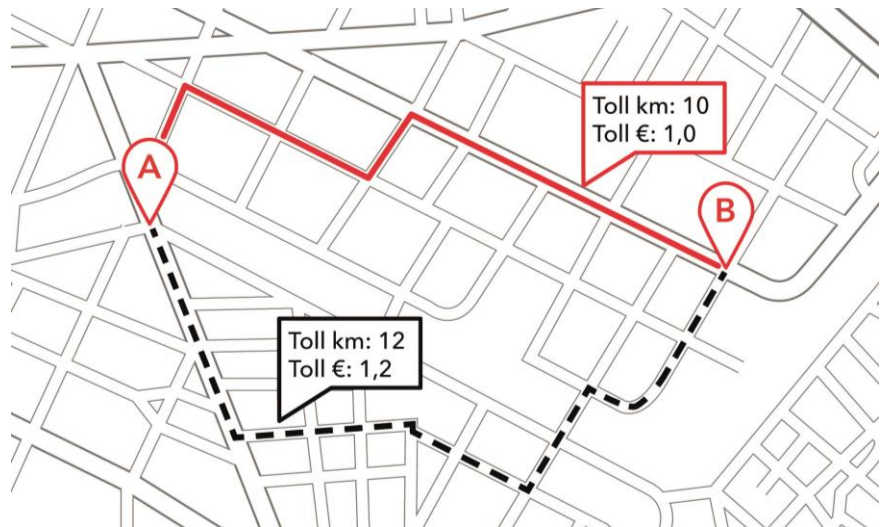 Toll km: 10
Toll €: 1,0
A
B
Toll km: 12
Toll €: 1,2